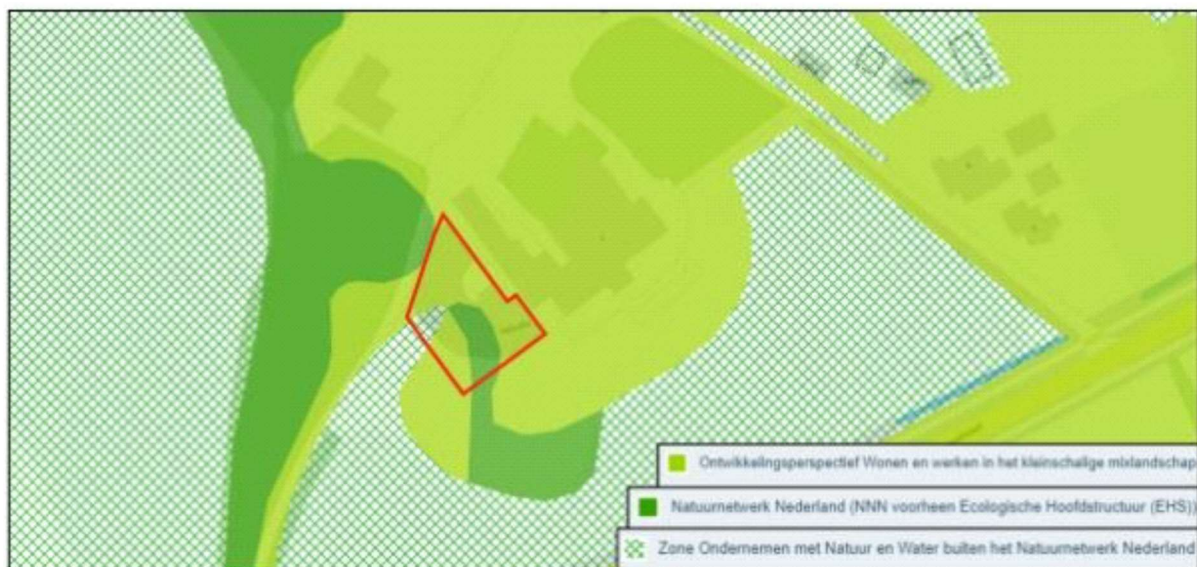 Ontwikkelingsperspectief Wonen en werken in het kleinschalige mixlandschap
Natuurnetwerk Nederland (NNN voorheen Ecologische Hoofdstructuur (EHS))
Zone Ondernemen met Natuur en Water buiten het Natuurnetwerk Nederland